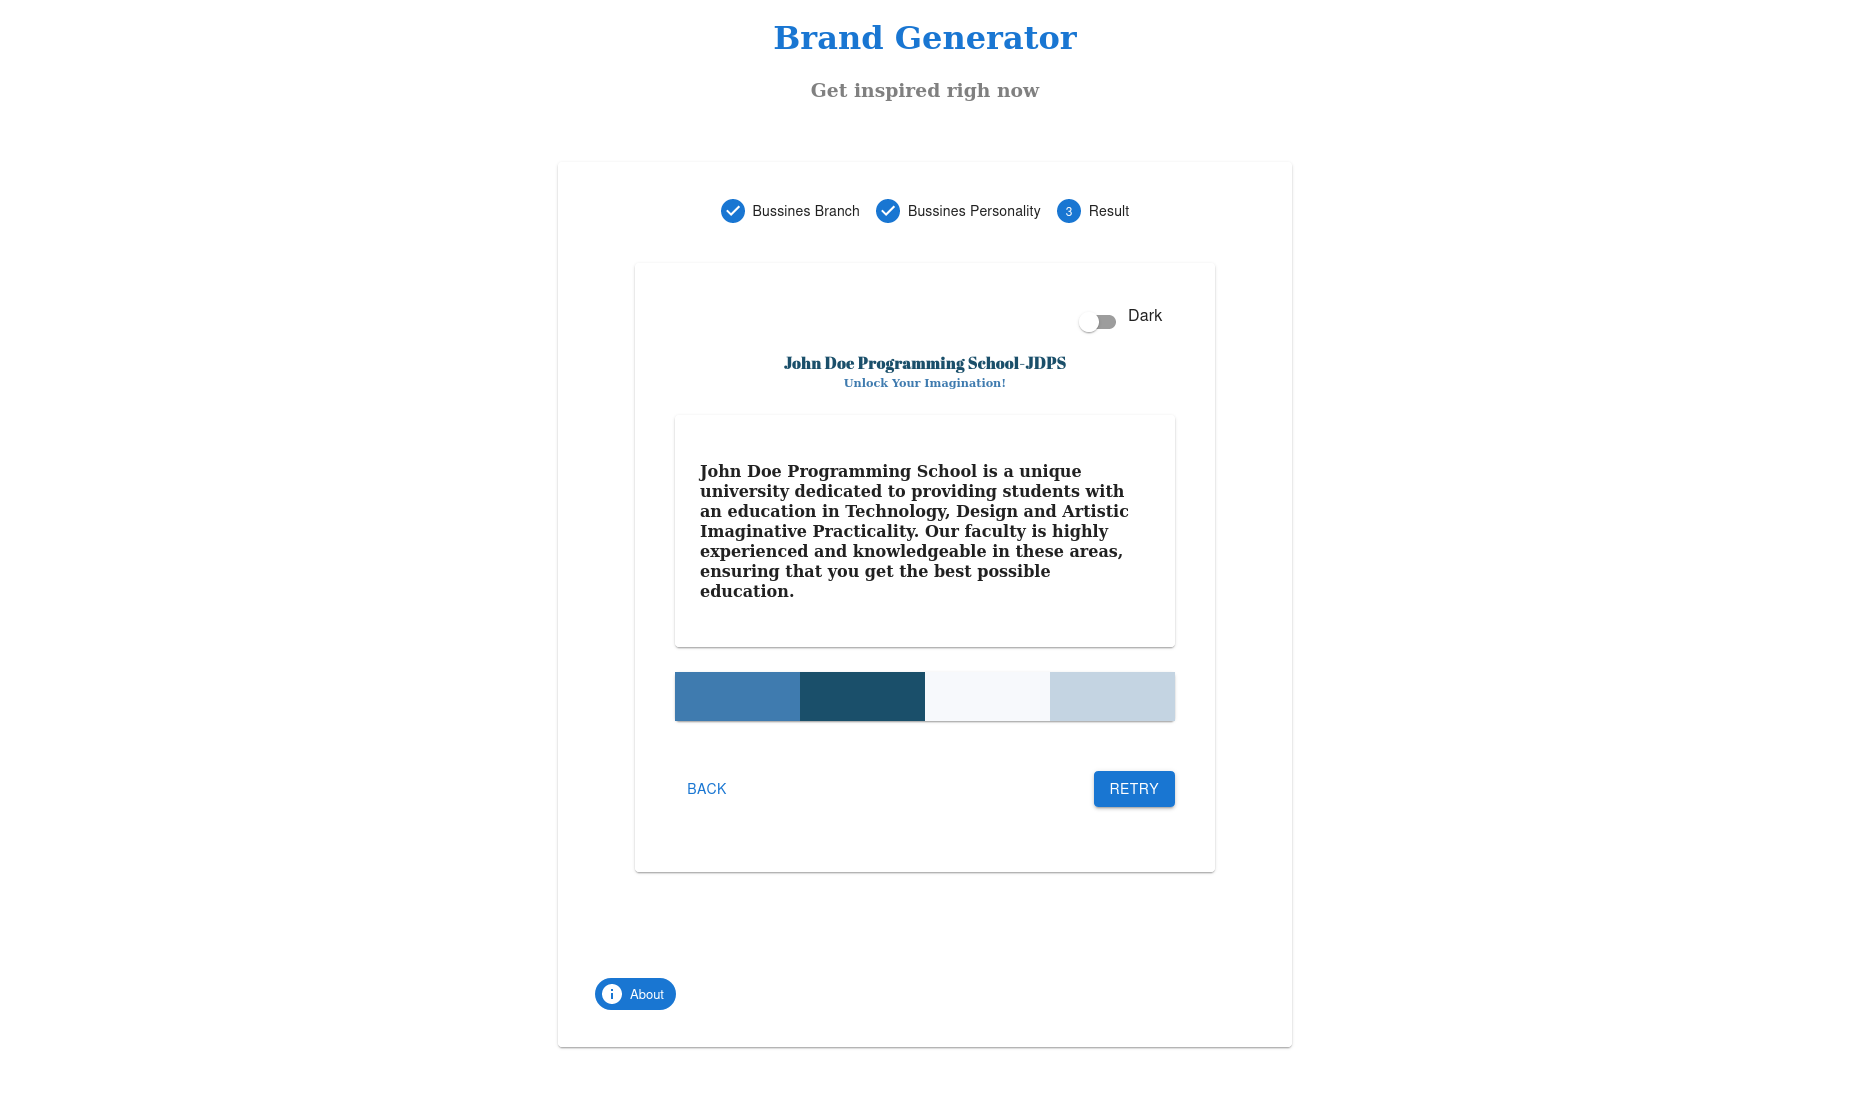 Brand Generator
Get inspired righ now
Bussines Branch
Bussines Personality
3 Result
Dark
John Doe Programming School-JDPS
Unlock Your Imagination!
John Doe Programming School is a unique
university dedicated to providing students with
an education in Technology, Design and Artistic
Imaginative Practicality. Our faculty is highly
experienced and knowledgeable in these areas,
ensuring that you get the best possible
education.
BACK
RETRY
About